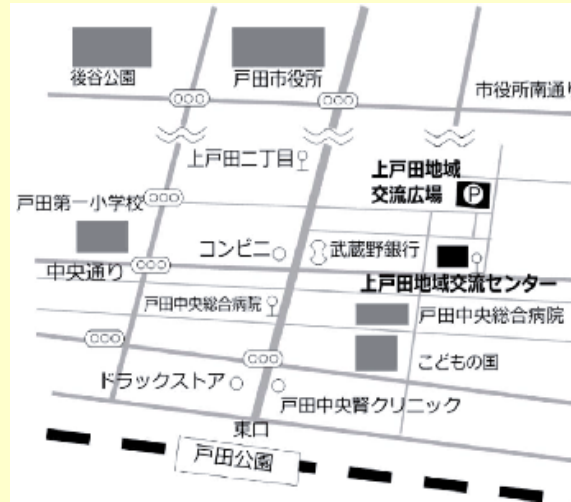 後谷公園
戸田市役所
市役所南通り
上戸田二丁目
上戸田地域
交流広場
P
戸田第一小学校
コンビニ
武蔵野銀行
中央通り
上戸田地域交流センター
戸田中央総合病院
戸田中央総合病院
こどもの国
ドラックストア
戸田中央腎クリニック
東口
戸田公園